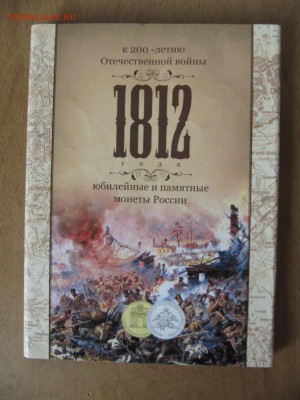 к 200-летию
Отечественной войны
1812
года
юбилейные и памятные
монеты России